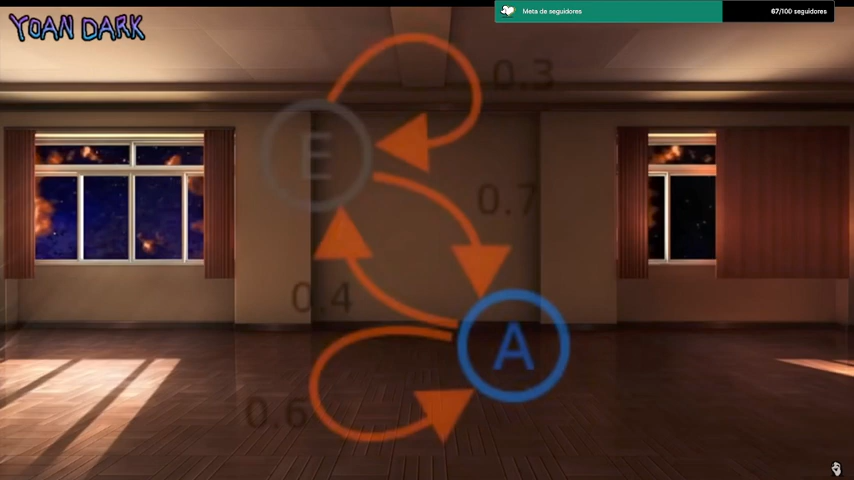 YOAN DARK
Meta de seguidores
67/100 seguidores
0.3
E
0.7
0.4
A
0.6